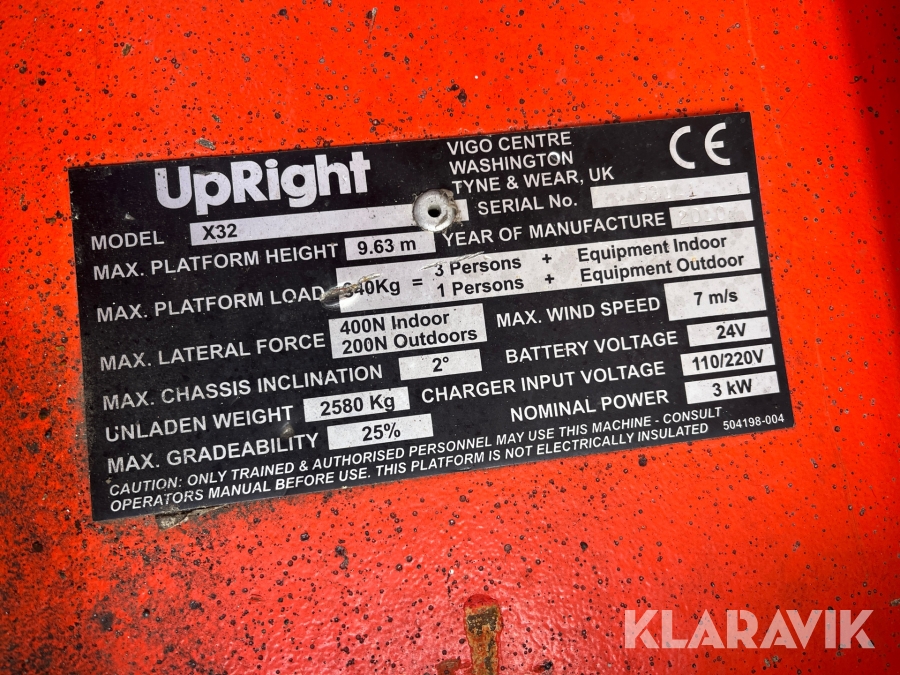 UpRight
VIGO CENTRE
WASHINGTON
TYNE & WEAR, UK
CE
MODEL X32
SERIAL No.
MAX. PLATFORM HEIGHT 9.63 m
YEAR OF MANUFACTURE
MAX. PLATFORM LOAD = 3 Persons + Equipment Indoor
1 Persons + Equipment Outdoor
MAX. LATERAL FORCE 400N Indoor
200N Outdoors
MAX. WIND SPEED 7 m/s
MAX. CHASSIS INCLINATION 2°
BATTERY VOLTAGE 24V
UNLADEN WEIGHT 2580 Kg
CHARGER INPUT VOLTAGE 110/220V
MAX. GRADEABILITY 25%
NOMINAL POWER 3 kW
CAUTION: ONLY TRAINED & AUTHORISED PERSONNEL MAY USE THIS MACHINE - CONSULT
OPERATORS MANUAL BEFORE USE. THIS PLATFORM IS NOT ELECTRICALLY INSULATED
504198-004
KLARAVIK